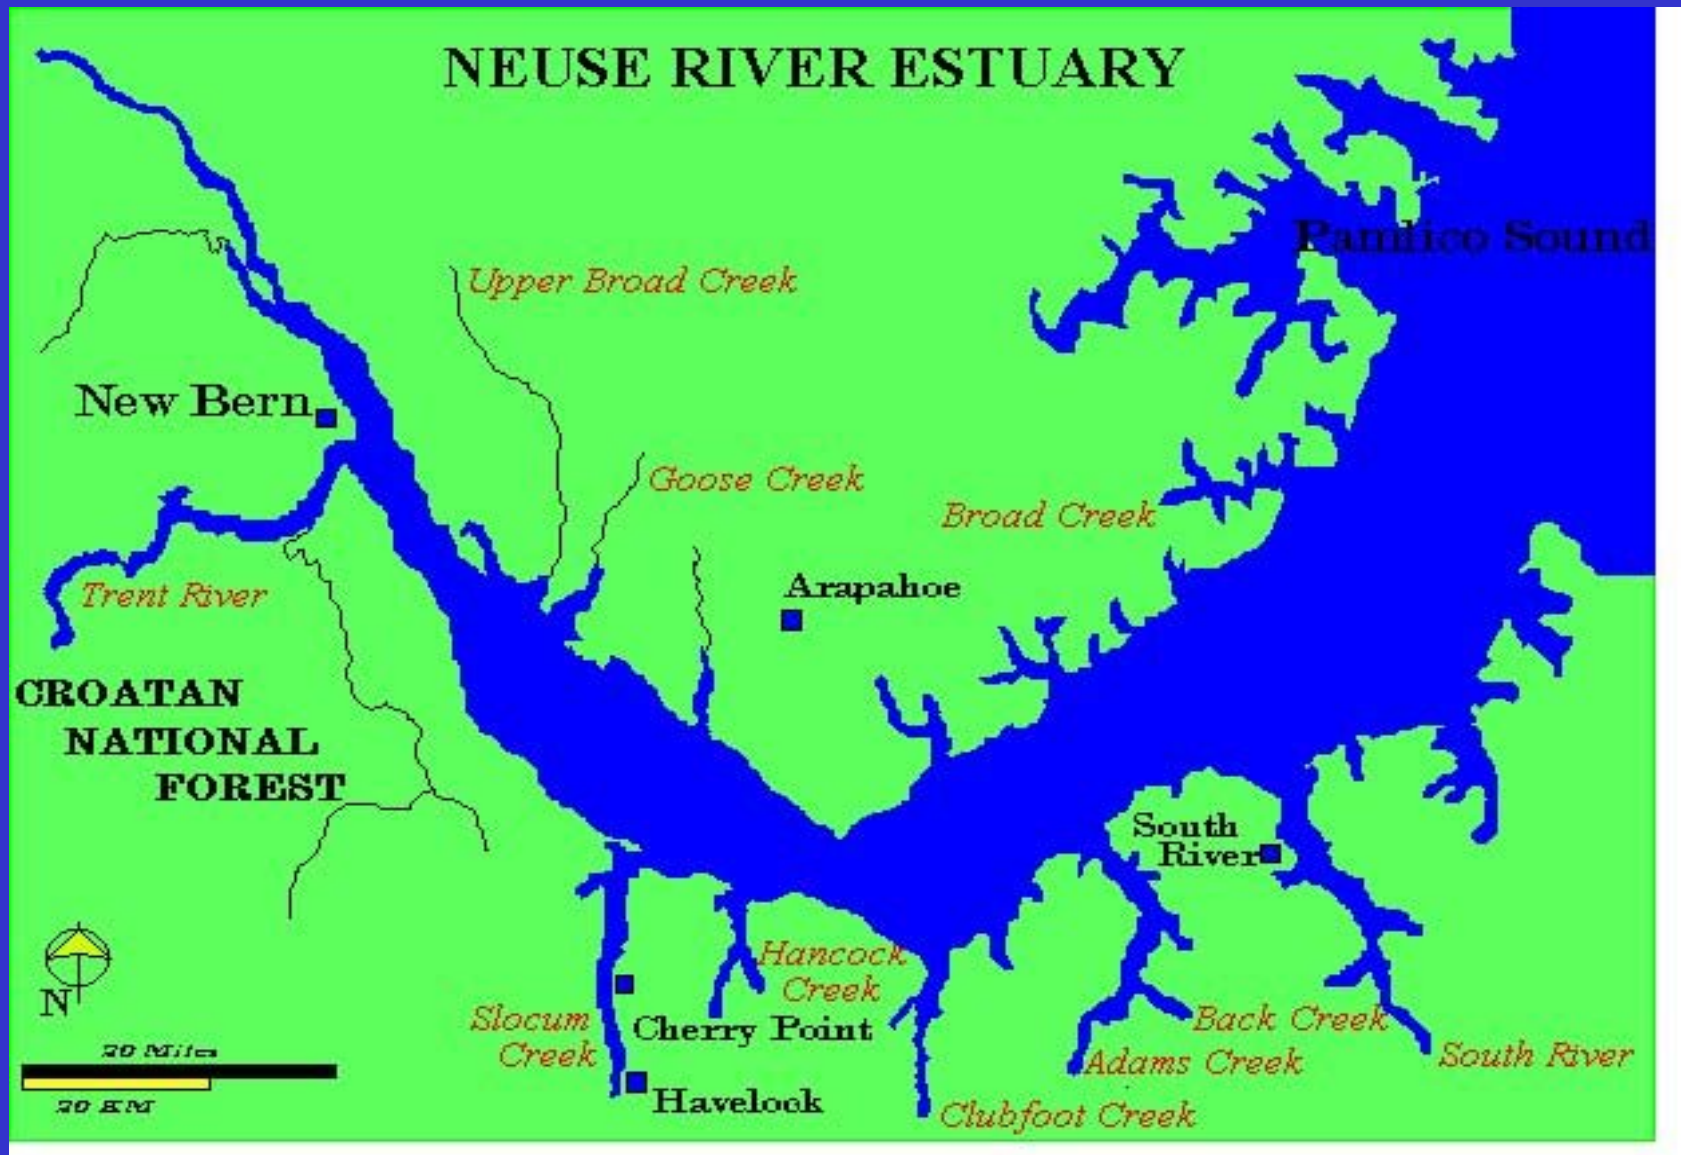 NEUSE RIVER ESTUARY
Pamlico Sound
Upper Broad Creek
New Bern
Goose Creek
Broad Creek
Arapahoe
Trent River
CROATAN
NATIONAL
FOREST
South
River
Hancock
Creek
N
Slocum
Creek
Cherry Point
Back Creek
20 Miles
South River
Adams Creek
20 KM
Havelock
Clubfoot Creek